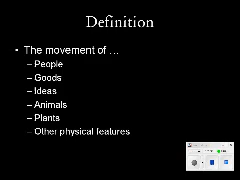 Definition
• The movement of …
– People
– Goods
– Ideas
– Animals
– Plants
– Other physical features